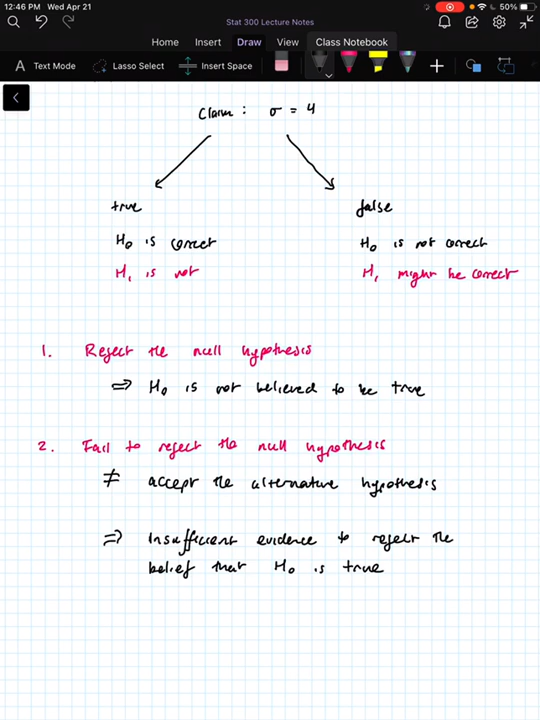 12:46 PM Wed Apr 21
50%
Stat 300 Lecture Notes
Home Insert Draw View Class Notebook
Text Mode Lasso Select Insert Space
Claim : σ = 4
true false
H₀ is correct H₀ is not correct
H₁ is not H₁ might be correct
1. Reject the null hypothesis
⇒ H₀ is not believed to be true
2. Fail to reject the null hypothesis
≠ accept the alternative hypothesis
⇒ Insufficient evidence to reject the
belief that H₀ is true